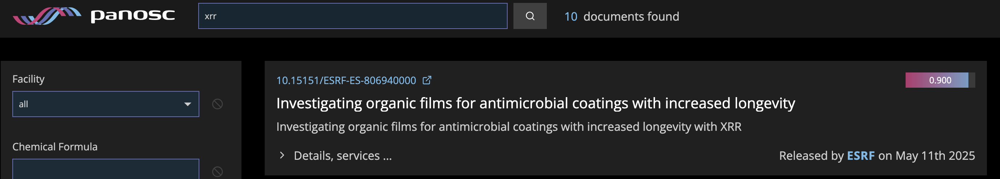 panosc
xrr
10 documents found
Facility
all
Chemical Formula
10.15151/ESRF-ES-806940000
0.900
Investigating organic films for antimicrobial coatings with increased longevity
Investigating organic films for antimicrobial coatings with increased longevity with XRR
Details, services ...
Released by ESRF on May 11th 2025